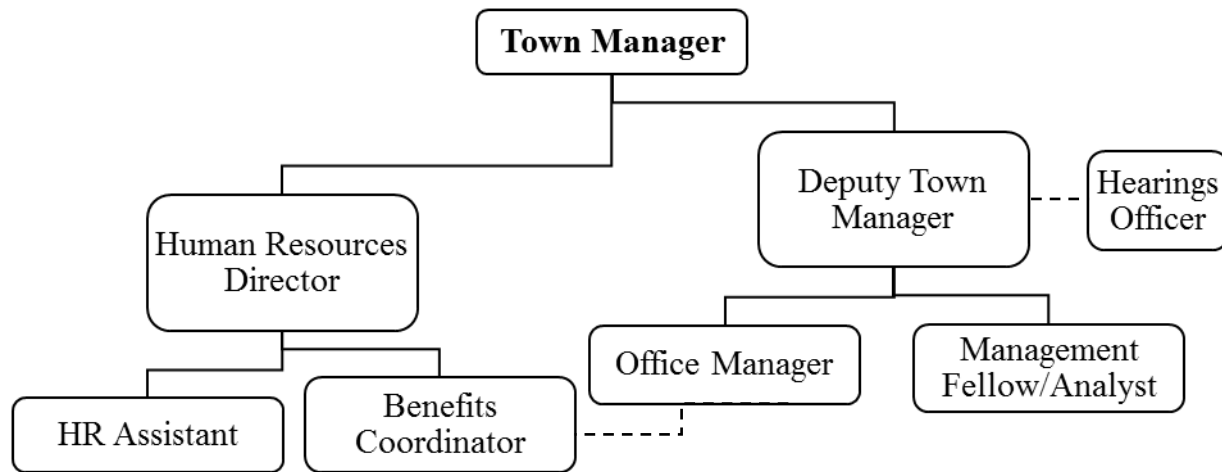 Town Manager
Deputy Town
Manager
Hearings
Officer
Human Resources
Director
Office Manager
Management
Fellow/Analyst
HR Assistant
Benefits
Coordinator